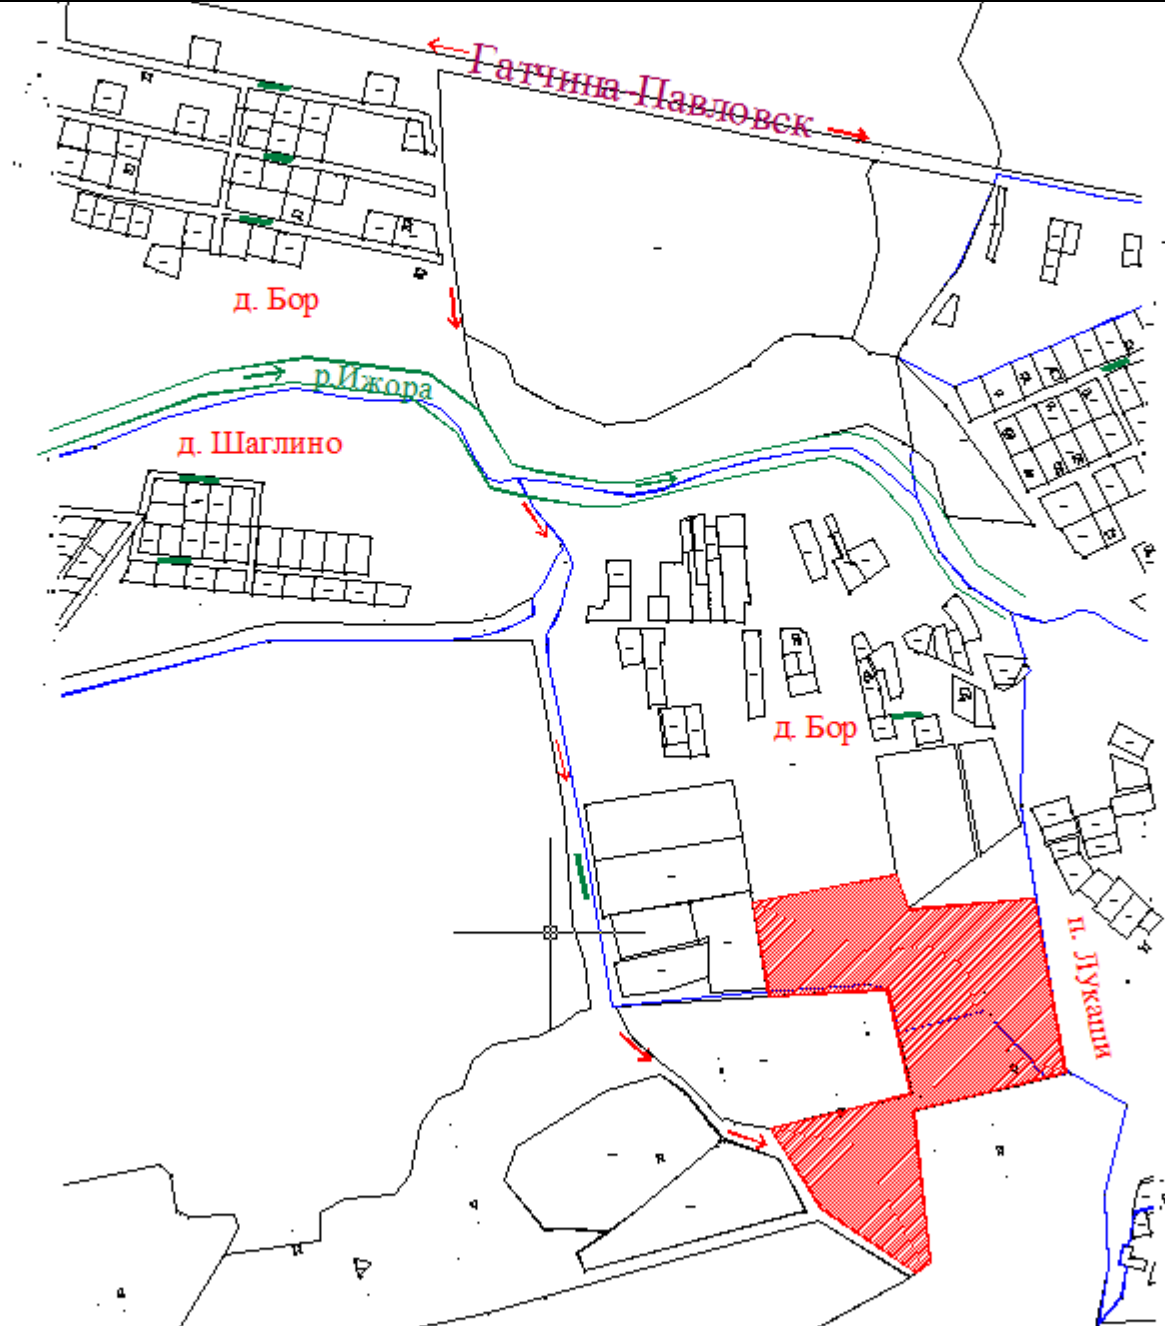 Гатчина-Павловск
д. Бор
р.Ижора
д. Шаглино
д. Бор
п. Лукаши